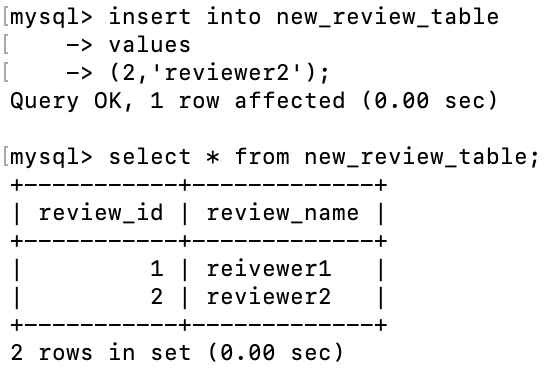 [mysql> insert into new_review_table
[    -> values
[    -> (2,'reviewer2');
Query OK, 1 row affected (0.00 sec)

[mysql> select * from new_review_table;
+-----------+-------------+
| review_id | review_name |
+-----------+-------------+
|         1 | reivewer1   |
|         2 | reviewer2   |
+-----------+-------------+
2 rows in set (0.00 sec)